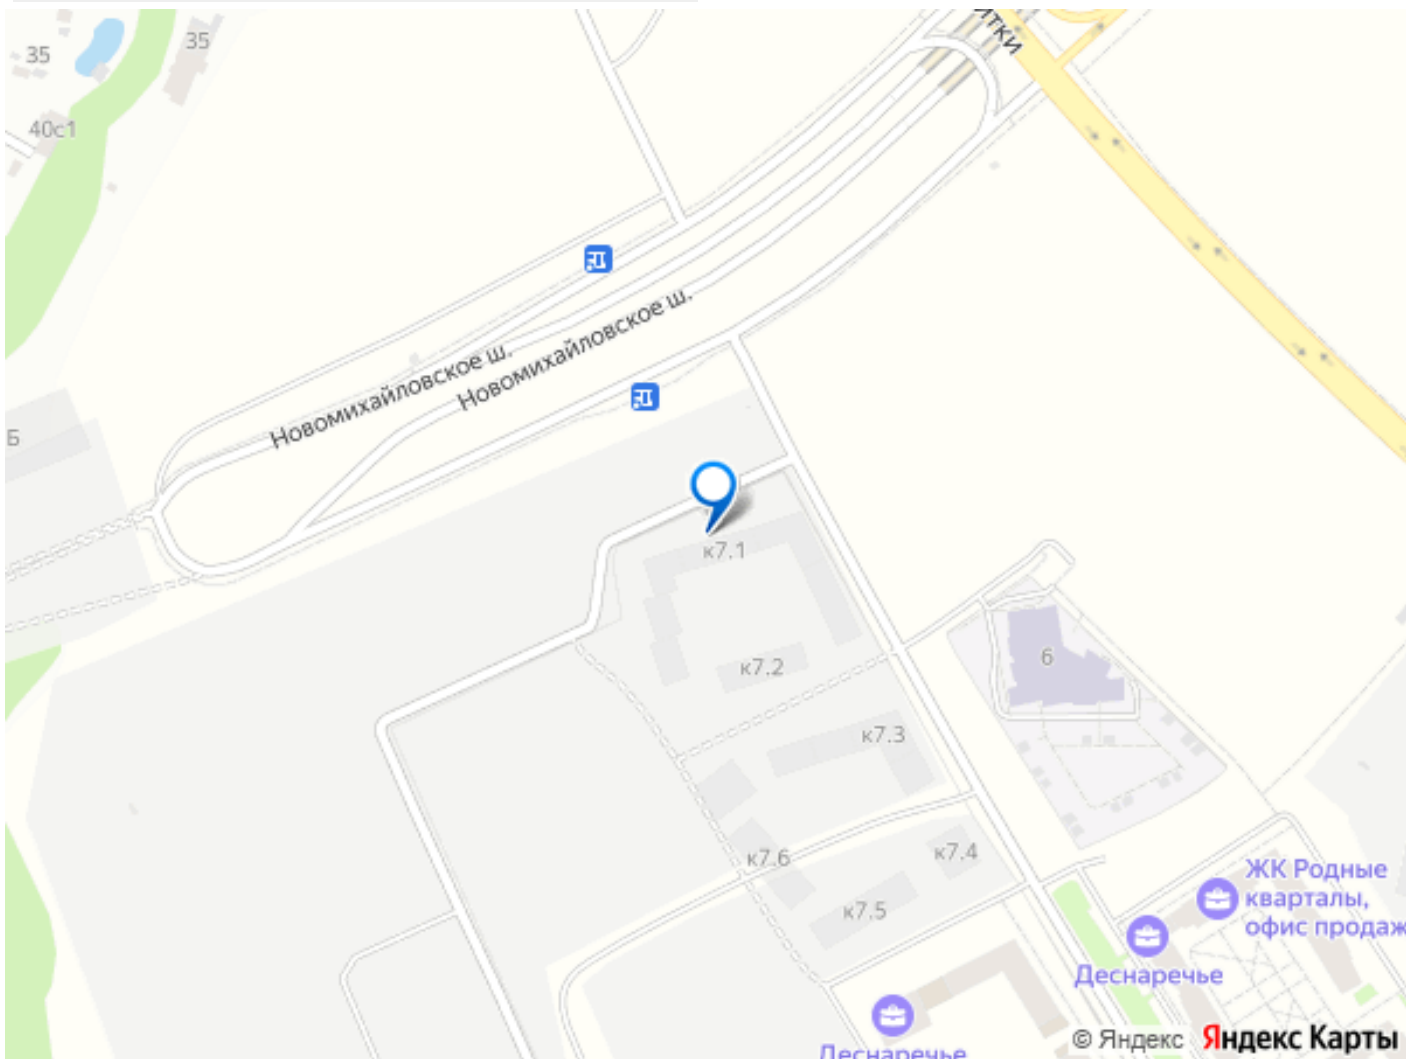 35
35
40с1
Новомихайловское ш.
Новомихайловское ш.
Б
к7.1
к7.2
6
к7.3
к7.6
к7.4
к7.5
ЖК Родные
кварталы,
офис продаж
Деснаречье
Деснаречье
© Яндекс Яндекс Карты